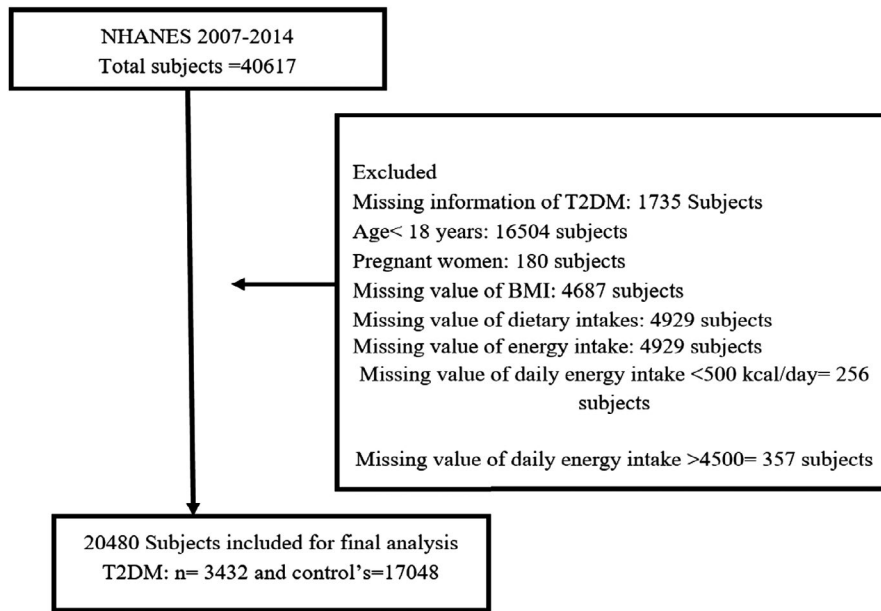 NHANES 2007-2014
Total subjects =40617
Excluded
Missing information of T2DM: 1735 Subjects
Age< 18 years: 16504 subjects
Pregnant women: 180 subjects
Missing value of BMI: 4687 subjects
Missing value of dietary intakes: 4929 subjects
Missing value of energy intake: 4929 subjects
Missing value of daily energy intake <500 kcal/day= 256
subjects
Missing value of daily energy intake >4500= 357 subjects
20480 Subjects included for final analysis
T2DM: n= 3432 and control’s=17048